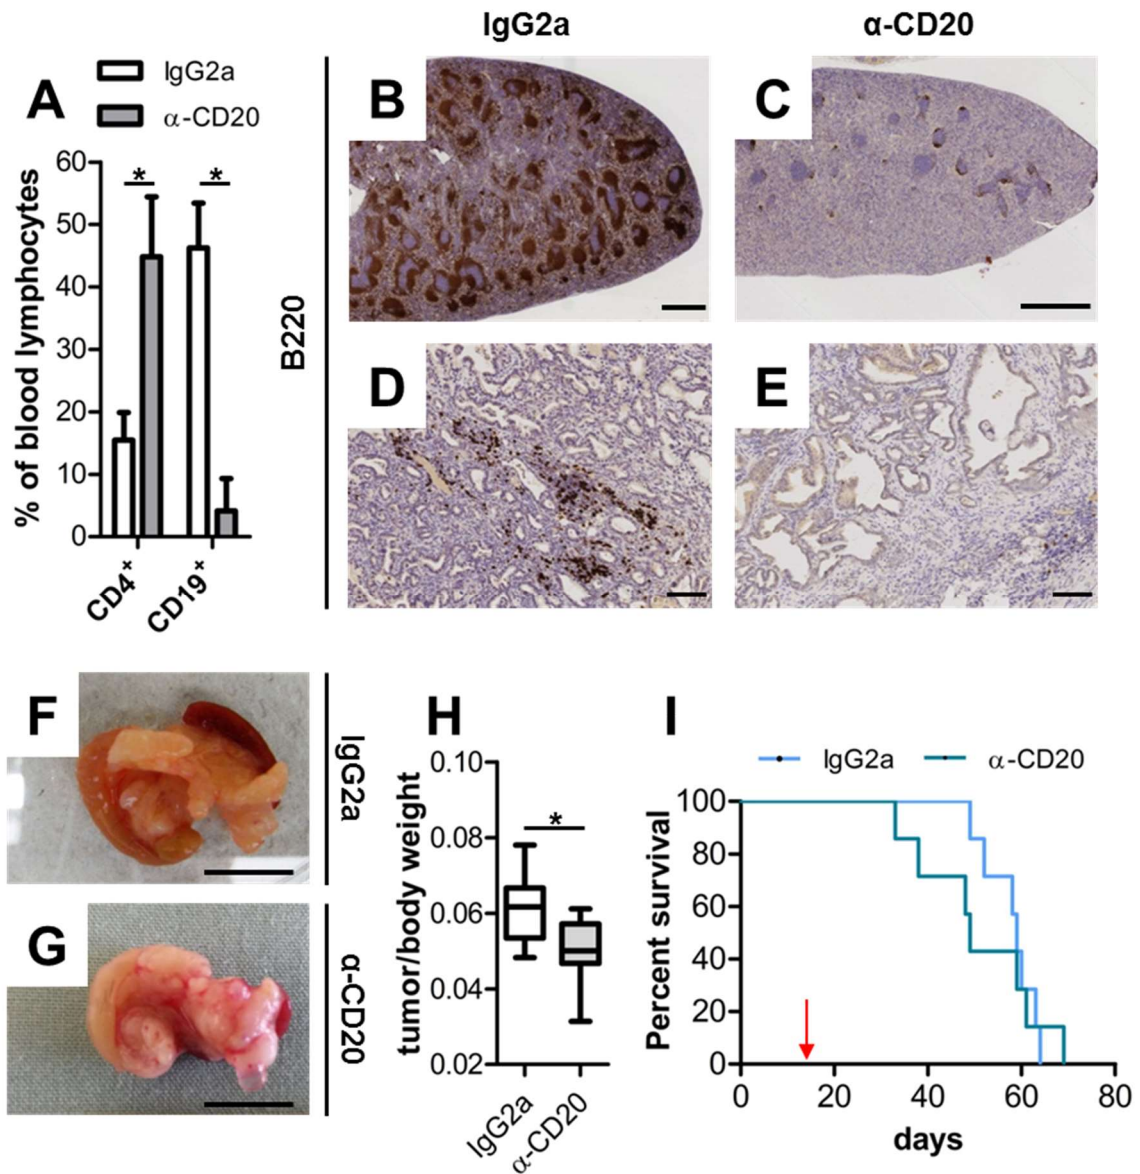 IgG2a
α-CD20
A
IgG2a
α-CD20
% of blood lymphocytes
60
50
40
30
20
10
0
CD4+
CD19+
*
*
B220
B
C
D
E
F
IgG2a
G
α-CD20
H
tumor/body weight
0.10
0.08
0.06
0.04
0.02
*
IgG2a
α-CD20
I
IgG2a
α-CD20
Percent survival
100
80
60
40
20
0
0 20 40 60 80
days